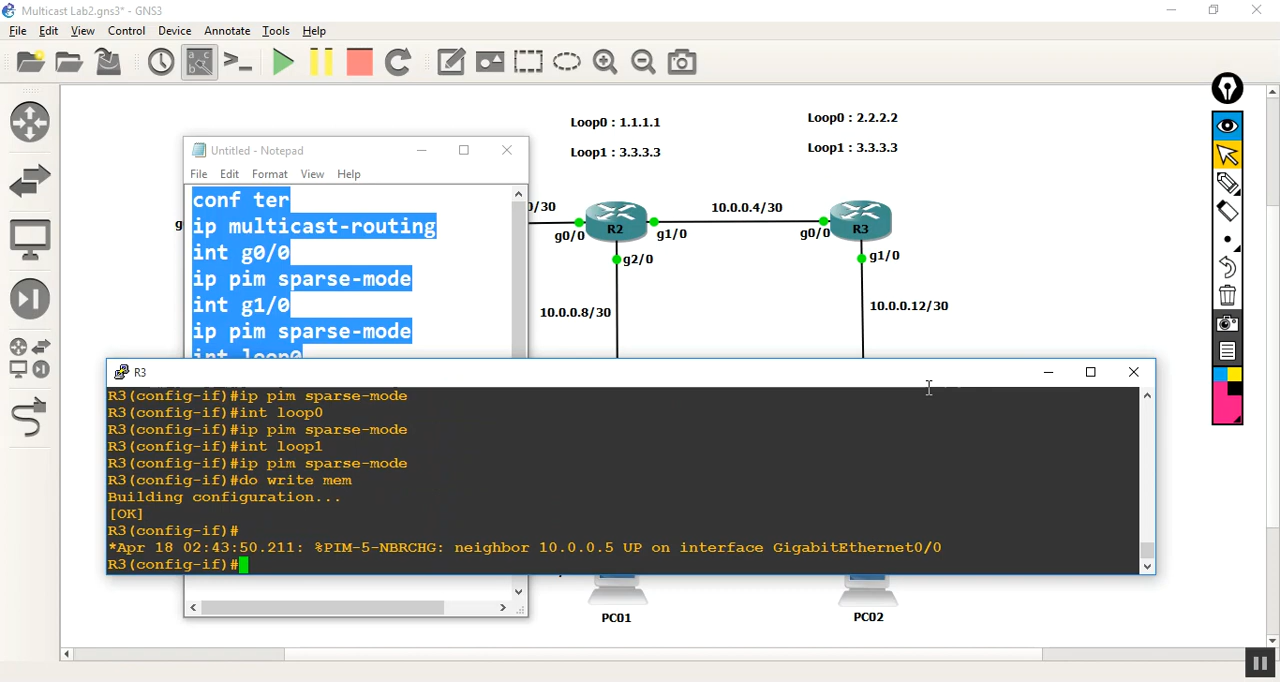 Multicast Lab2.gns3* - GNS3
File Edit View Control Device Annotate Tools Help
Loop0 : 1.1.1.1
Loop1 : 3.3.3.3
Loop0 : 2.2.2.2
Loop1 : 3.3.3.3
Untitled - Notepad
File Edit Format View Help
conf ter
ip multicast-routing
int g0/0
ip pim sparse-mode
int g1/0
ip pim sparse-mode
int loop0
0/30
g0/0
R2
g1/0
g2/0
10.0.0.4/30
g0/0
R3
g1/0
10.0.0.8/30
10.0.0.12/30
R3
R3(config-if)#ip pim sparse-mode
R3(config-if)#int loop0
R3(config-if)#ip pim sparse-mode
R3(config-if)#int loop1
R3(config-if)#ip pim sparse-mode
R3(config-if)#do write mem
Building configuration...
[OK]
R3(config-if)#
*Apr 18 02:43:50.211: %PIM-5-NBRCHG: neighbor 10.0.0.5 UP on interface GigabitEthernet0/0
R3(config-if)#
PC01
PC02